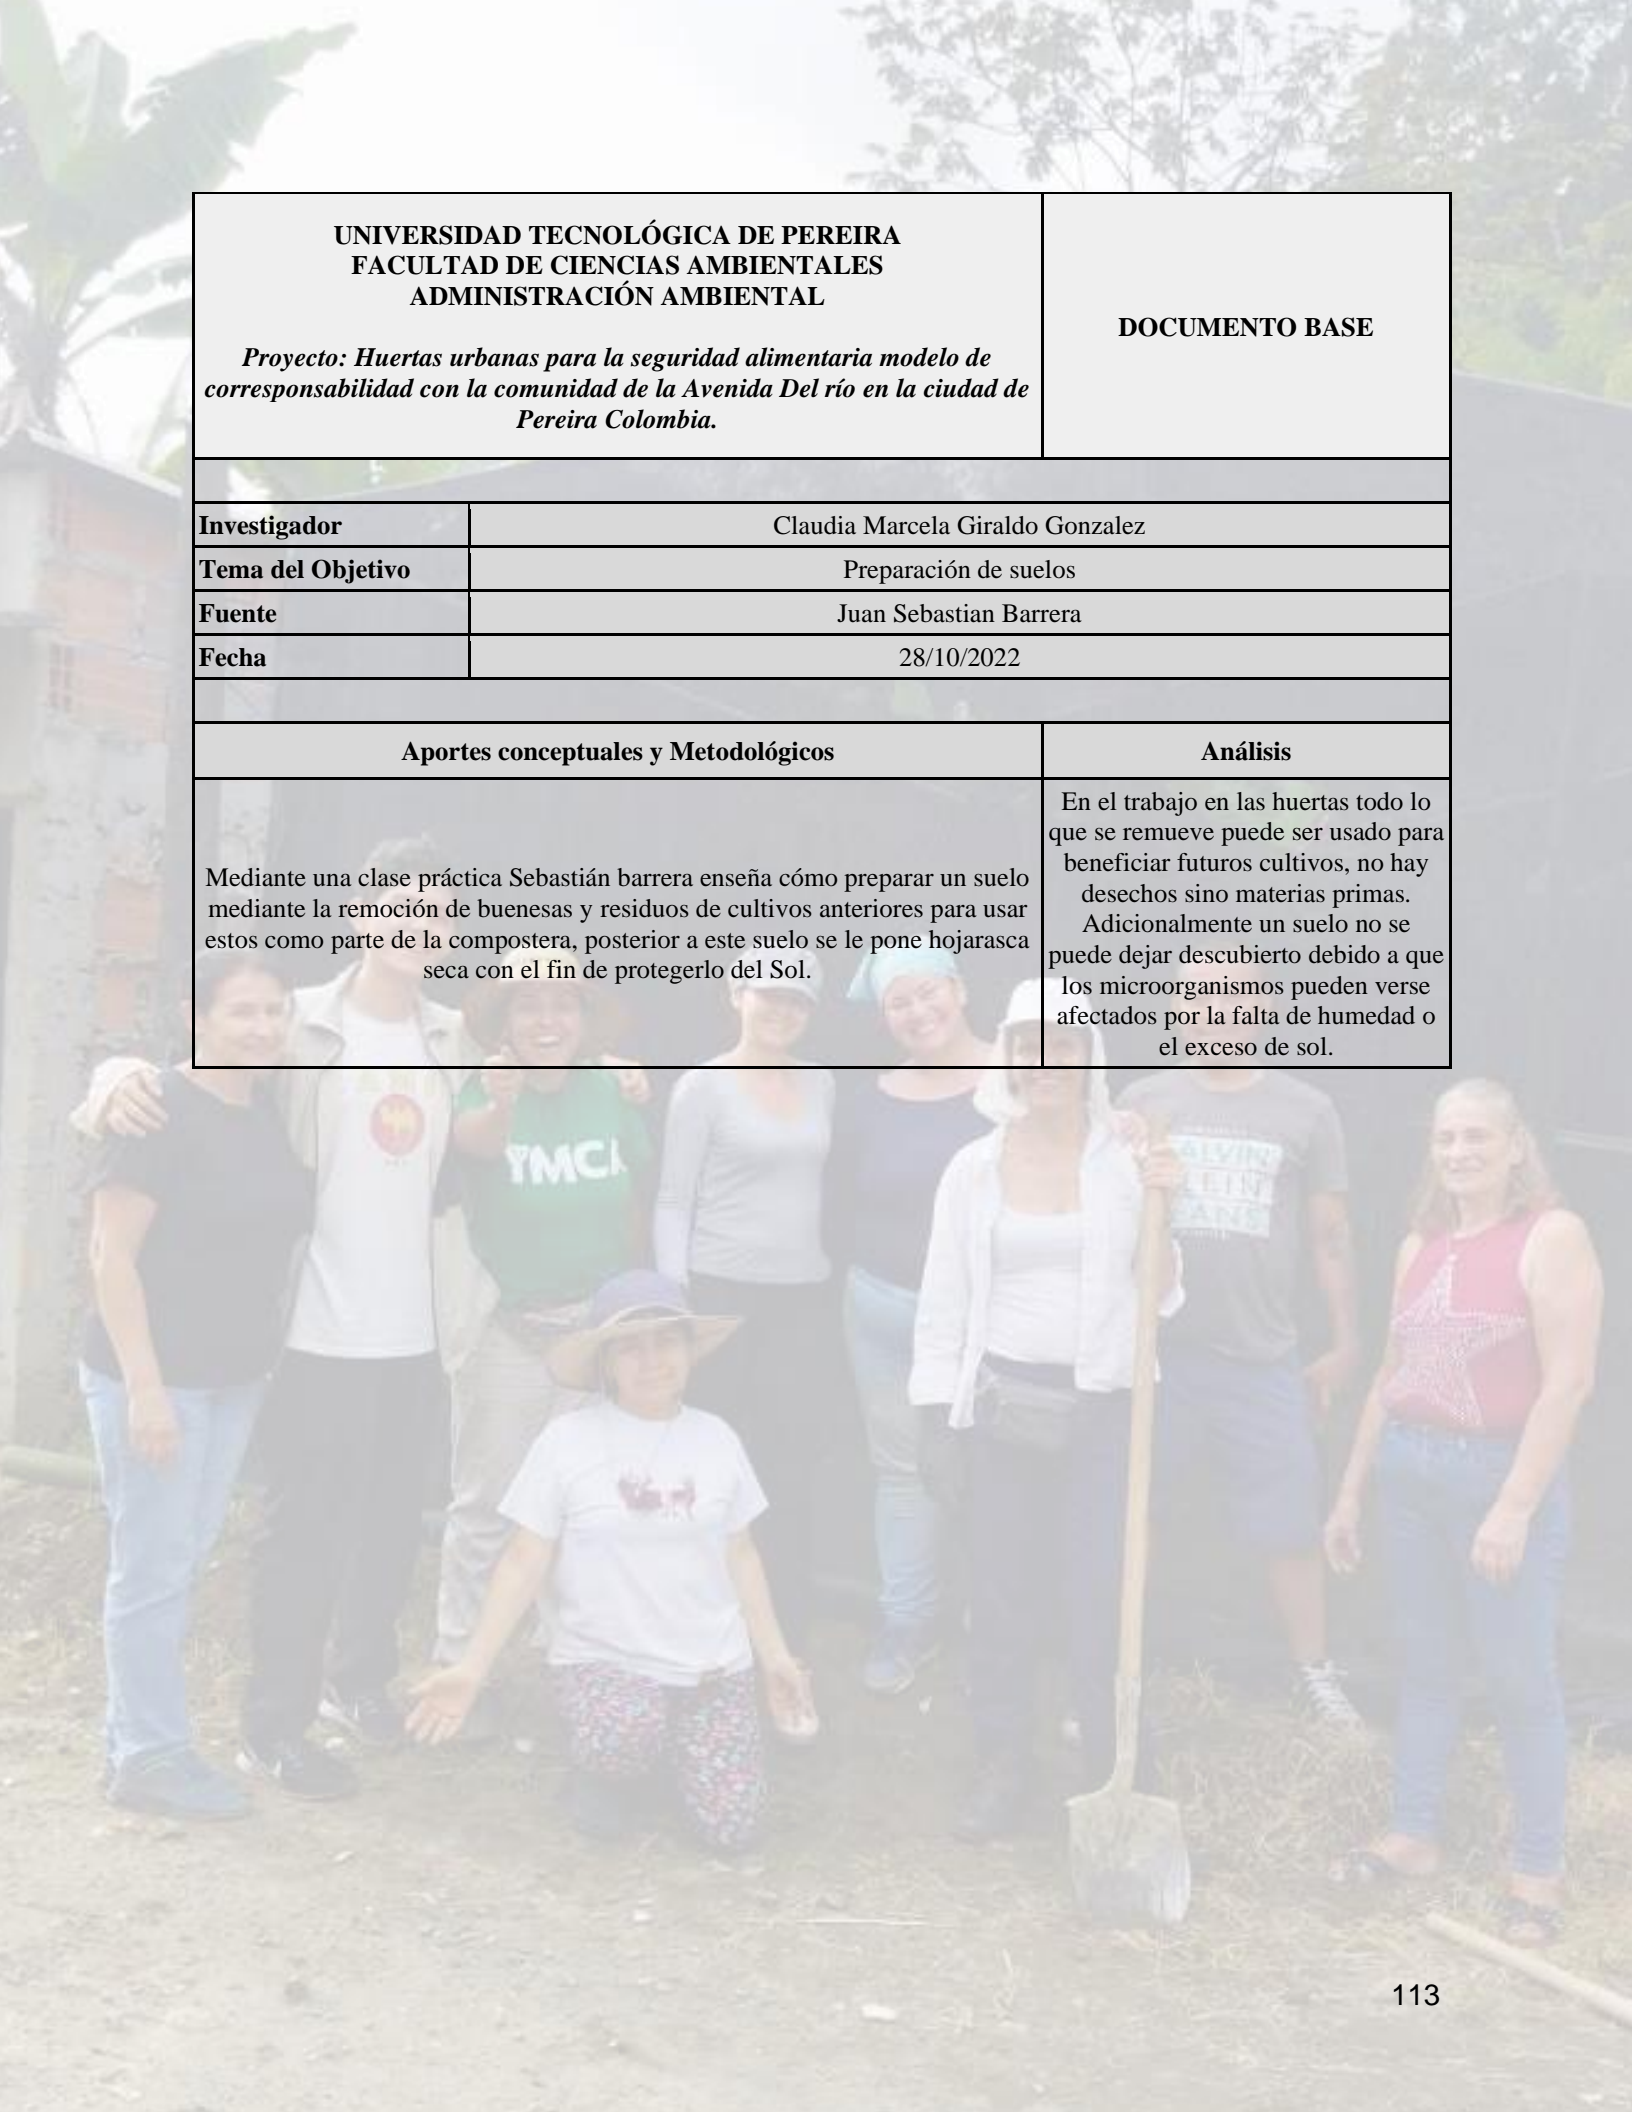 UNIVERSIDAD TECNOLÓGICA DE PEREIRA
FACULTAD DE CIENCIAS AMBIENTALES
ADMINISTRACIÓN AMBIENTAL
Proyecto: Huertas urbanas para la seguridad alimentaria modelo de
corresponsabilidad con la comunidad de la Avenida Del río en la ciudad de
Pereira Colombia.
DOCUMENTO BASE
Investigador
Claudia Marcela Giraldo Gonzalez
Tema del Objetivo
Preparación de suelos
Fuente
Juan Sebastian Barrera
Fecha
28/10/2022
Aportes conceptuales y Metodológicos
Análisis
Mediante una clase práctica Sebastián barrera enseña cómo preparar un suelo
mediante la remoción de buenesas y residuos de cultivos anteriores para usar
estos como parte de la compostera, posterior a este suelo se le pone hojarasca
seca con el fin de protegerlo del Sol.
En el trabajo en las huertas todo lo
que se remueve puede ser usado para
beneficiar futuros cultivos, no hay
desechos sino materias primas.
Adicionalmente un suelo no se
puede dejar descubierto debido a que
los microorganismos pueden verse
afectados por la falta de humedad o
el exceso de sol.
YMCA
113